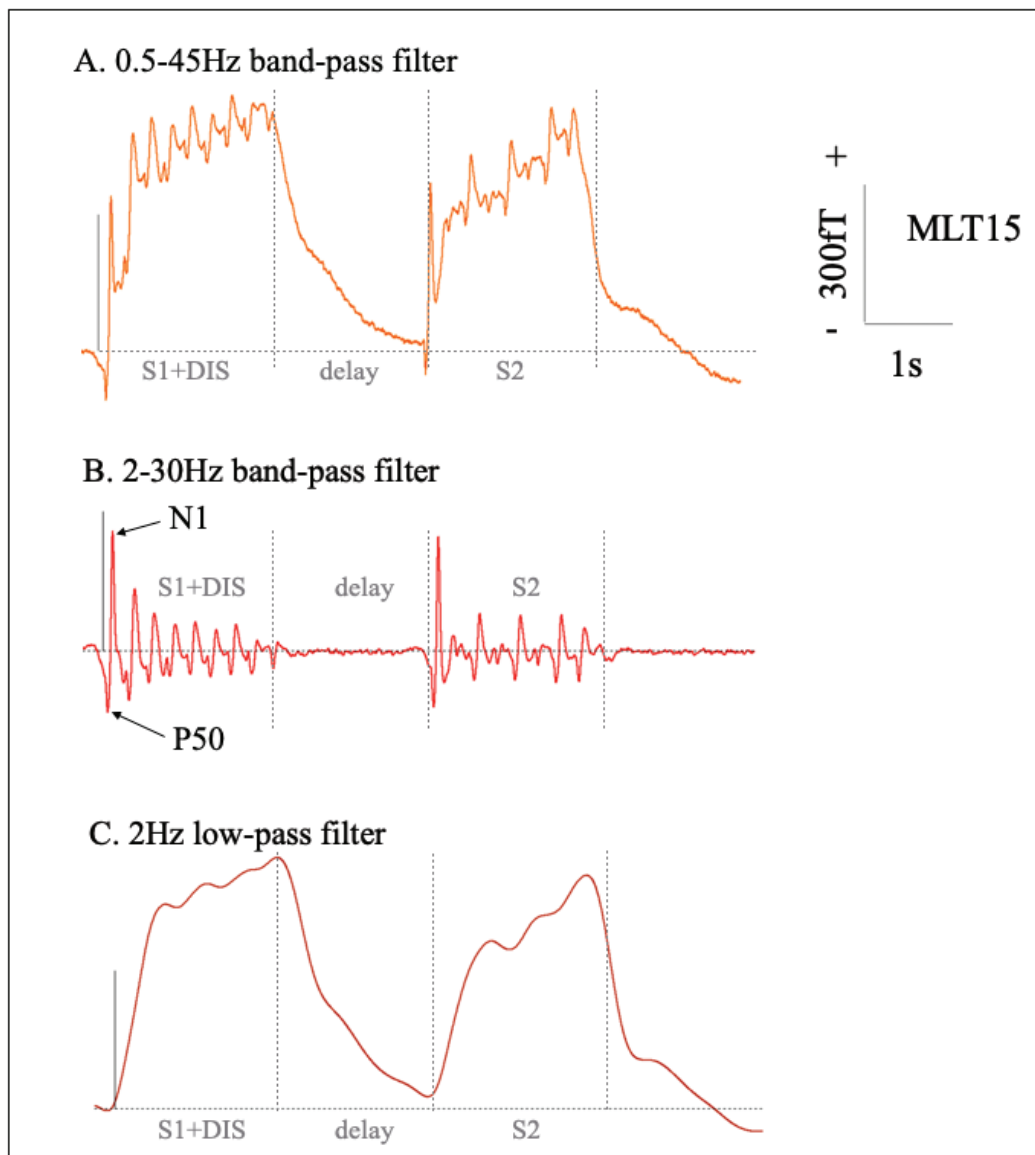 A. 0.5-45Hz band-pass filter
S1+DIS delay S2
+
300fT
-
MLT15
1s
B. 2-30Hz band-pass filter
N1
S1+DIS delay S2
P50
C. 2Hz low-pass filter
S1+DIS delay S2